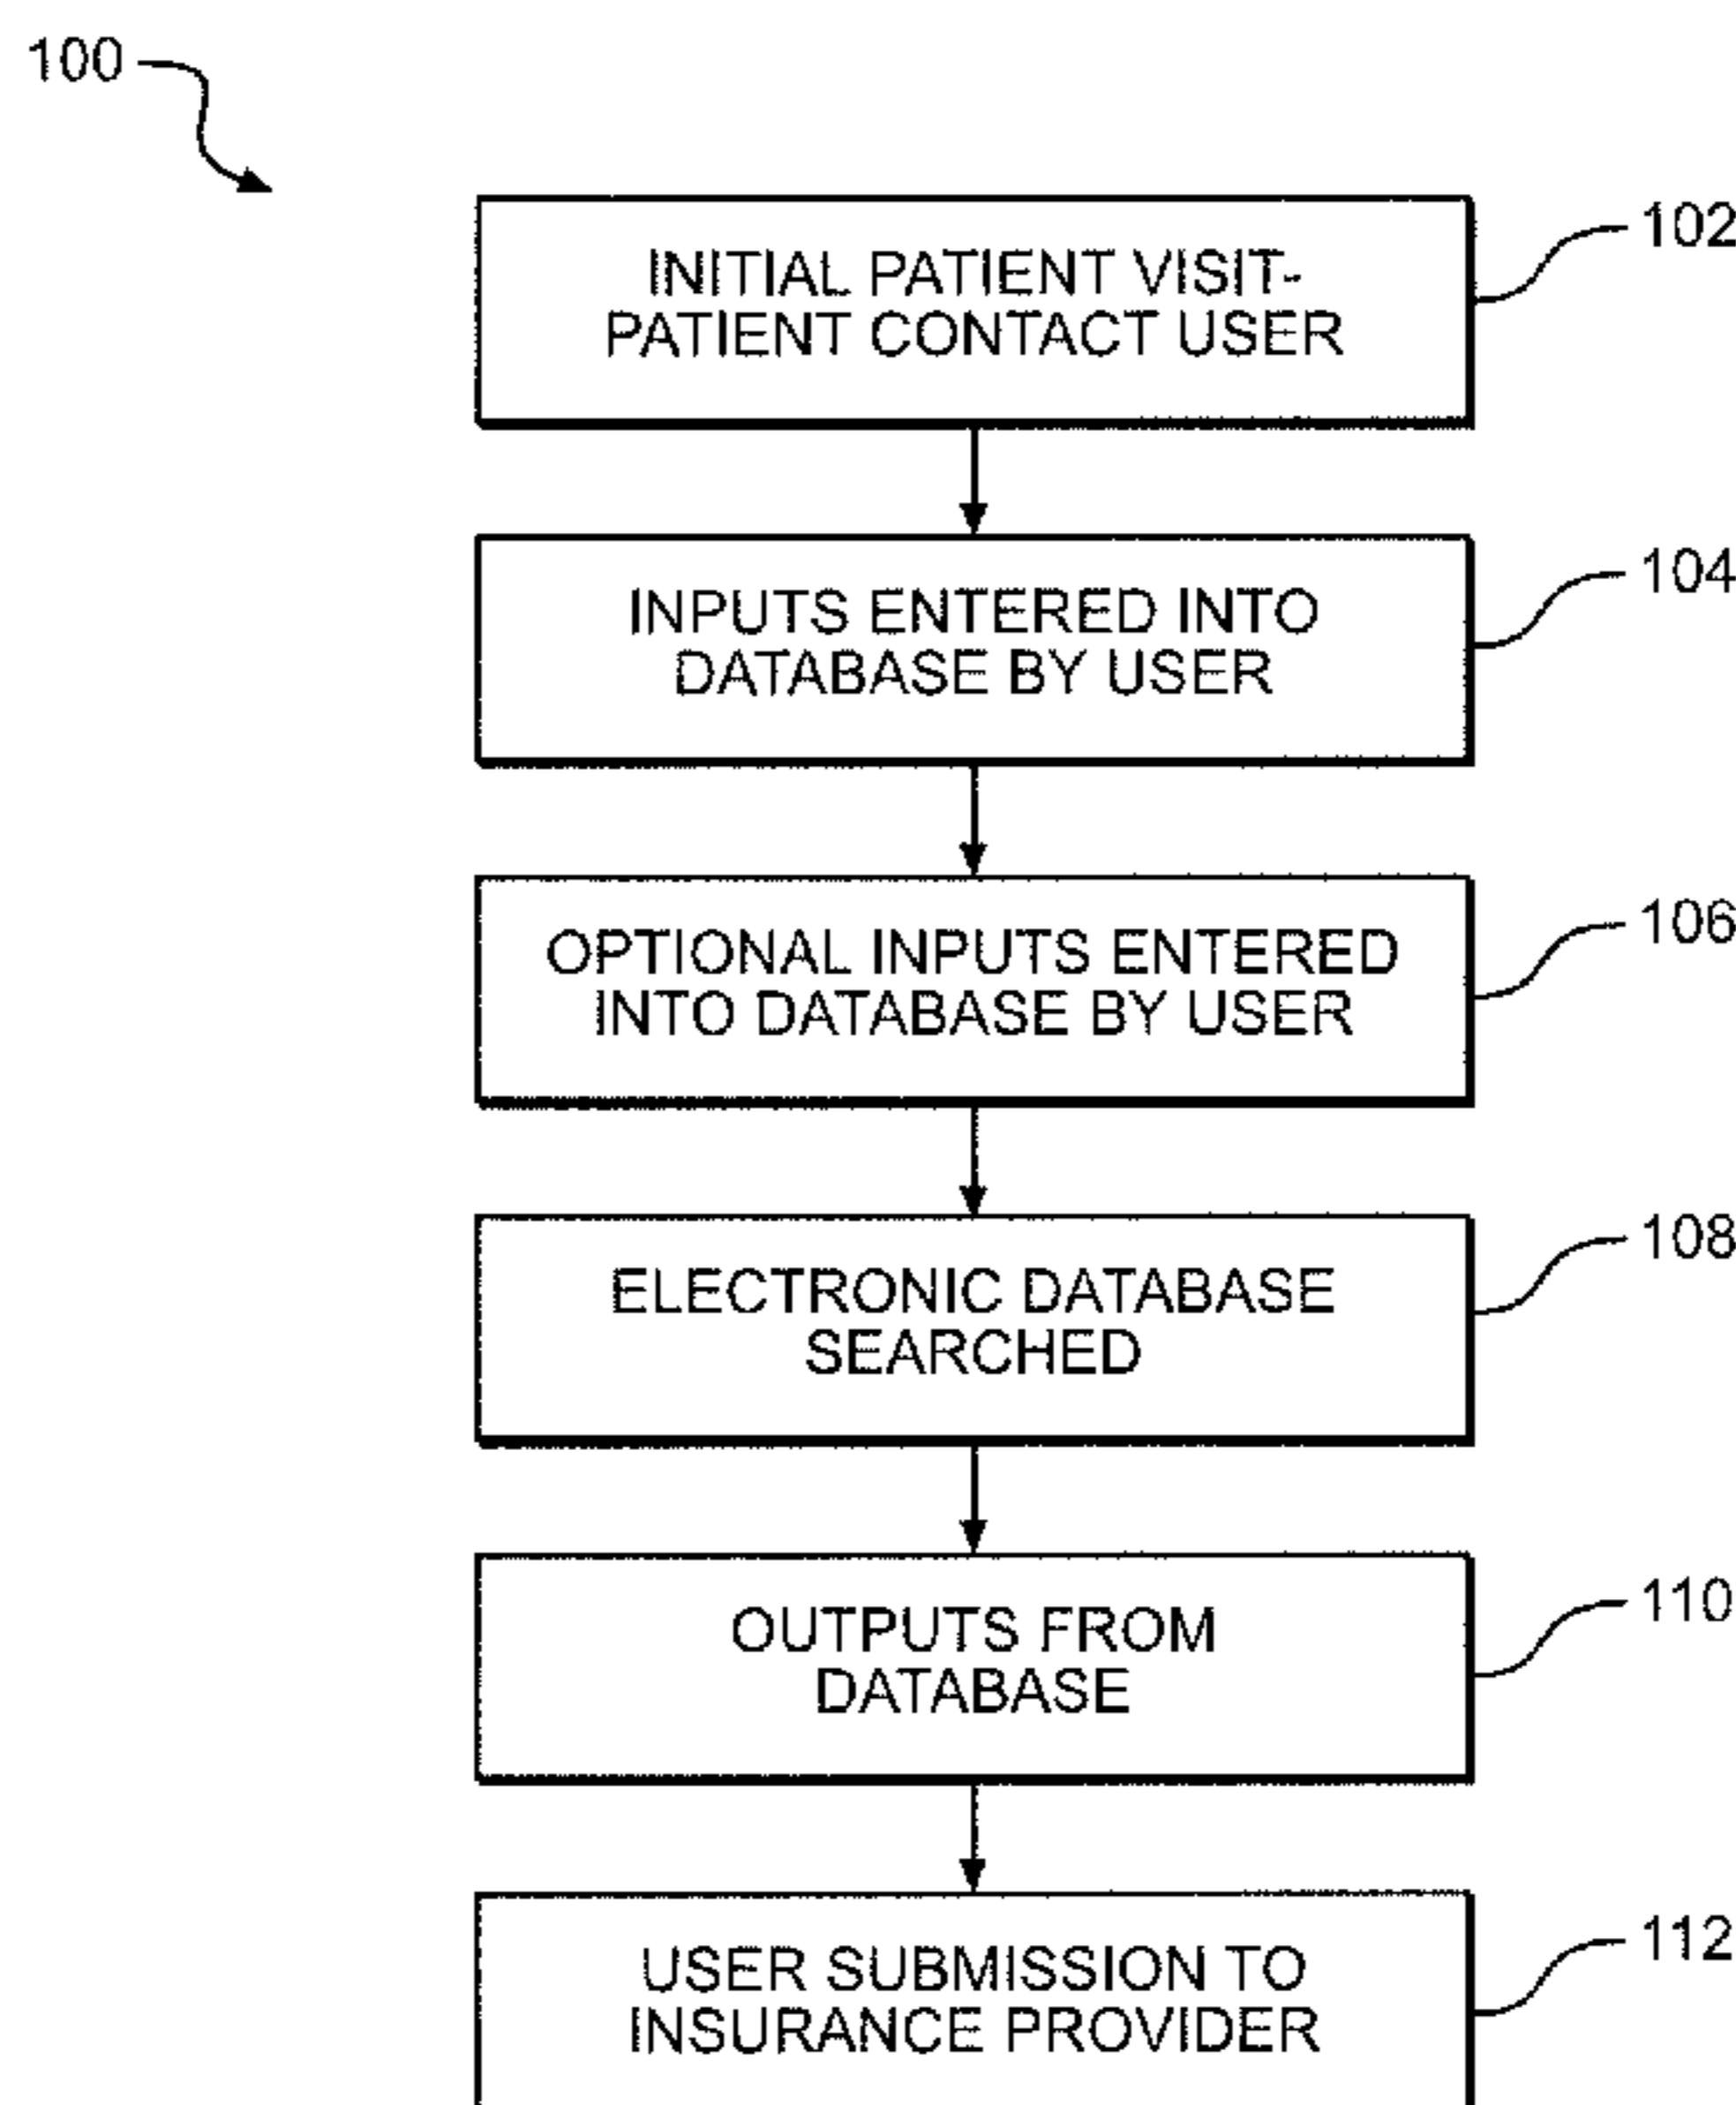 100
102
INITIAL PATIENT VISIT-
PATIENT CONTACT USER
104
INPUTS ENTERED INTO
DATABASE BY USER
106
OPTIONAL INPUTS ENTERED
INTO DATABASE BY USER
108
ELECTRONIC DATABASE
SEARCHED
110
OUTPUTS FROM
DATABASE
112
USER SUBMISSION TO
INSURANCE PROVIDER